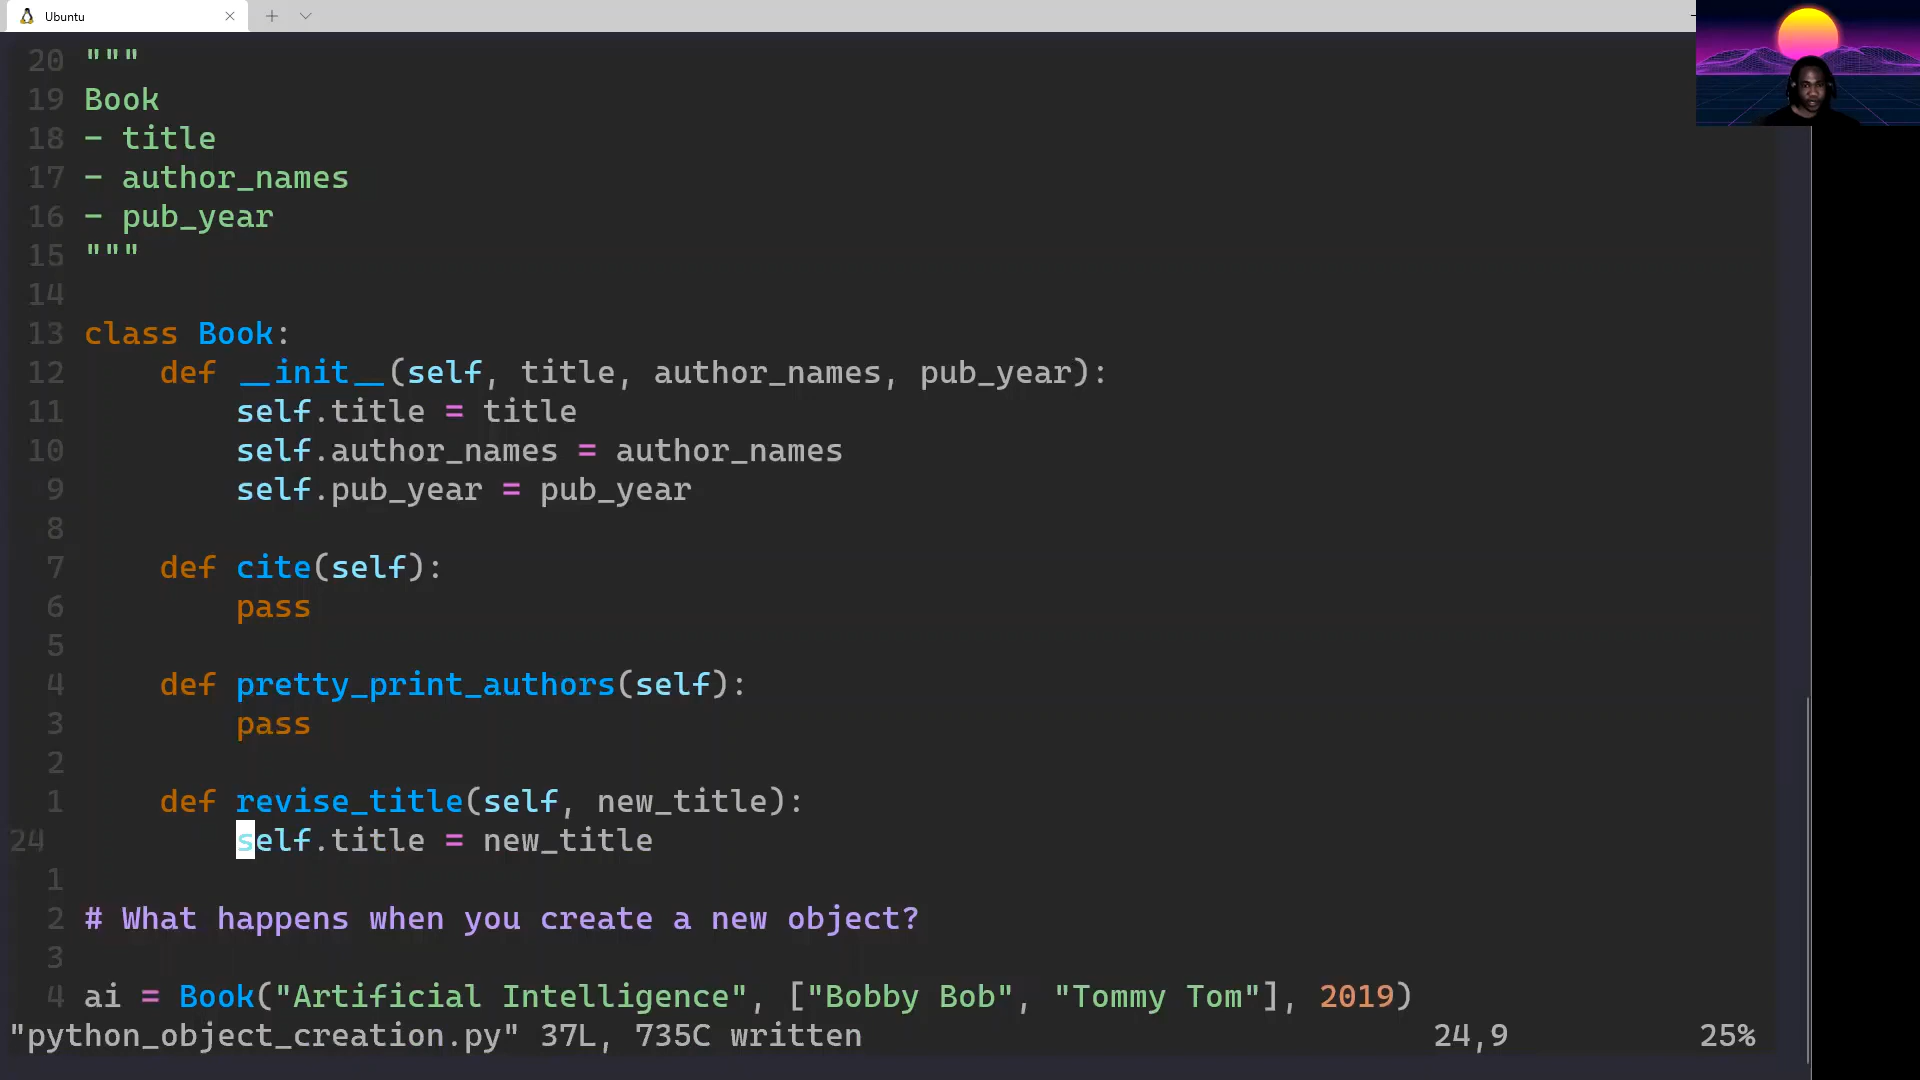 Ubuntu
20 """
19 Book
18 - title
17 - author_names
16 - pub_year
15 """
14
13 class Book:
12     def __init__(self, title, author_names, pub_year):
11         self.title = title
10         self.author_names = author_names
9         self.pub_year = pub_year
8
7     def cite(self):
6         pass
5
4     def pretty_print_authors(self):
3         pass
2
1     def revise_title(self, new_title):
24         self.title = new_title
1
2 # What happens when you create a new object?
3
4 ai = Book("Artificial Intelligence", ["Bobby Bob", "Tommy Tom"], 2019)
"python_object_creation.py" 37L, 735C written 24,9 25%